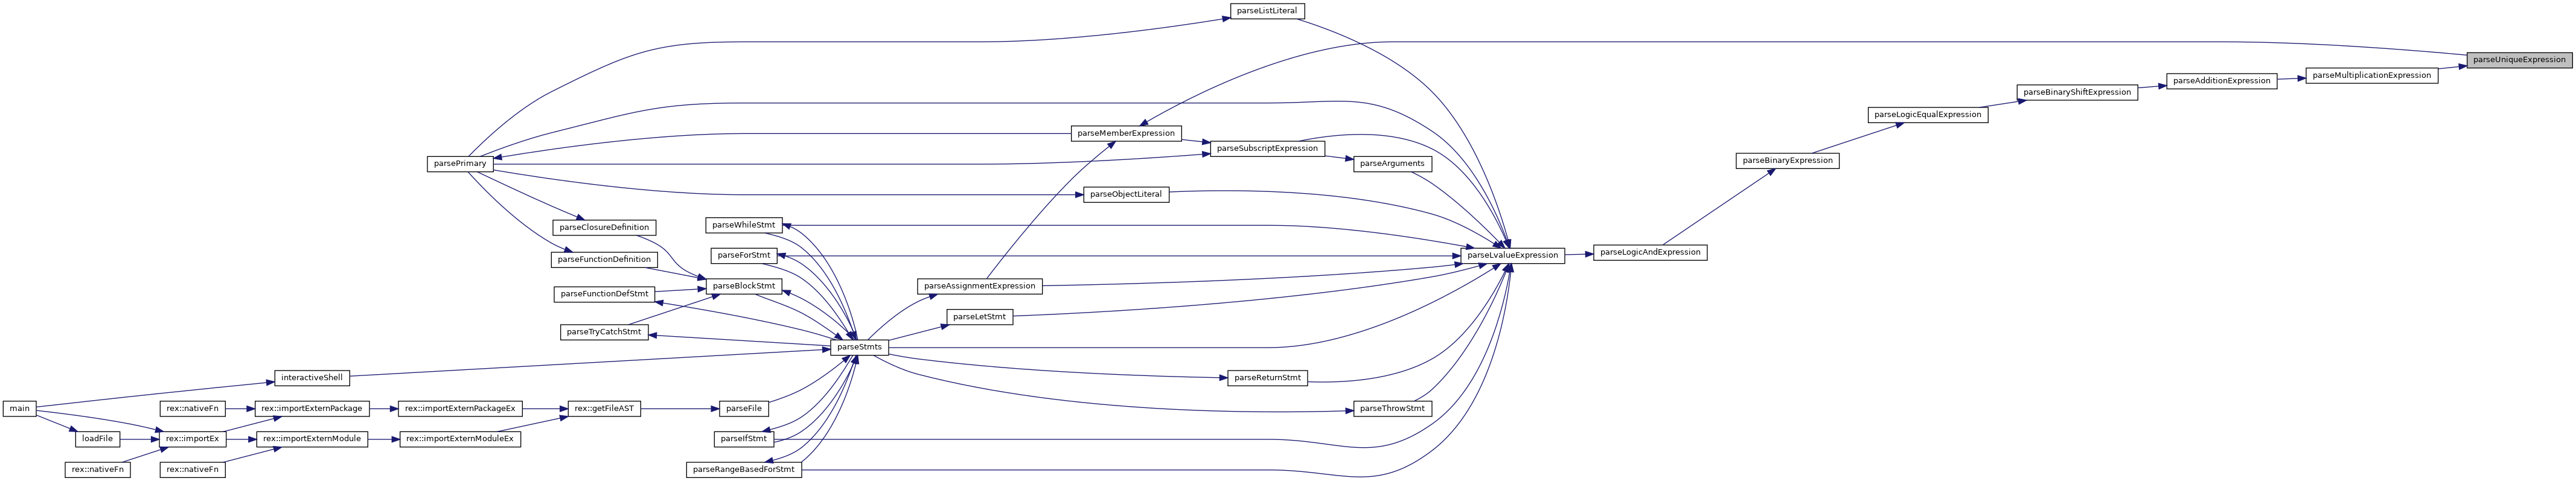 parseListLiteral
parseUniqueExpression
parseMultiplicationExpression
parseAdditionExpression
parseBinaryShiftExpression
parseLogicEqualExpression
parseMemberExpression
parseSubscriptExpression
parseBinaryExpression
parsePrimary
parseArguments
parseObjectLiteral
parseWhileStmt
parseClosureDefinition
parseLogicAndExpression
parseForStmt
parseLvalueExpression
parseFunctionDefinition
parseBlockStmt
parseAssignmentExpression
parseFunctionDefStmt
parseLetStmt
parseTryCatchStmt
parseStmts
interactiveShell
parseReturnStmt
main
rex::nativeFn
rex::importExternPackage
rex::importExternPackageEx
rex::getFileAST
parseFile
parseThrowStmt
loadFile
rex::importEx
rex::importExternModule
rex::importExternModuleEx
parseIfStmt
rex::nativeFn
rex::nativeFn
parseRangeBasedForStmt